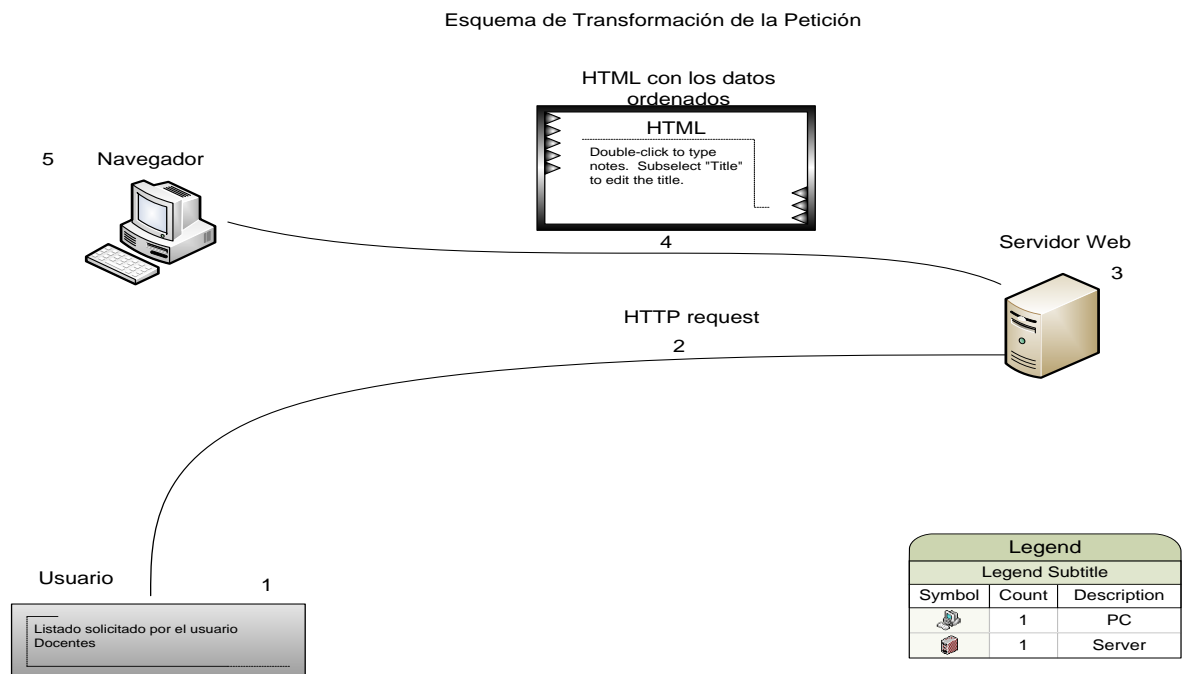 Esquema de Transformación de la Petición
HTML con los datos
ordenados
HTML
Double-click to type
notes.  Subselect "Title"
to edit the title.
5
Navegador
4
Servidor Web
3
HTTP request
2
Usuario
1
Listado solicitado por el usuario
Docentes
Legend
Legend Subtitle
Symbol Count Description
1 PC
1 Server